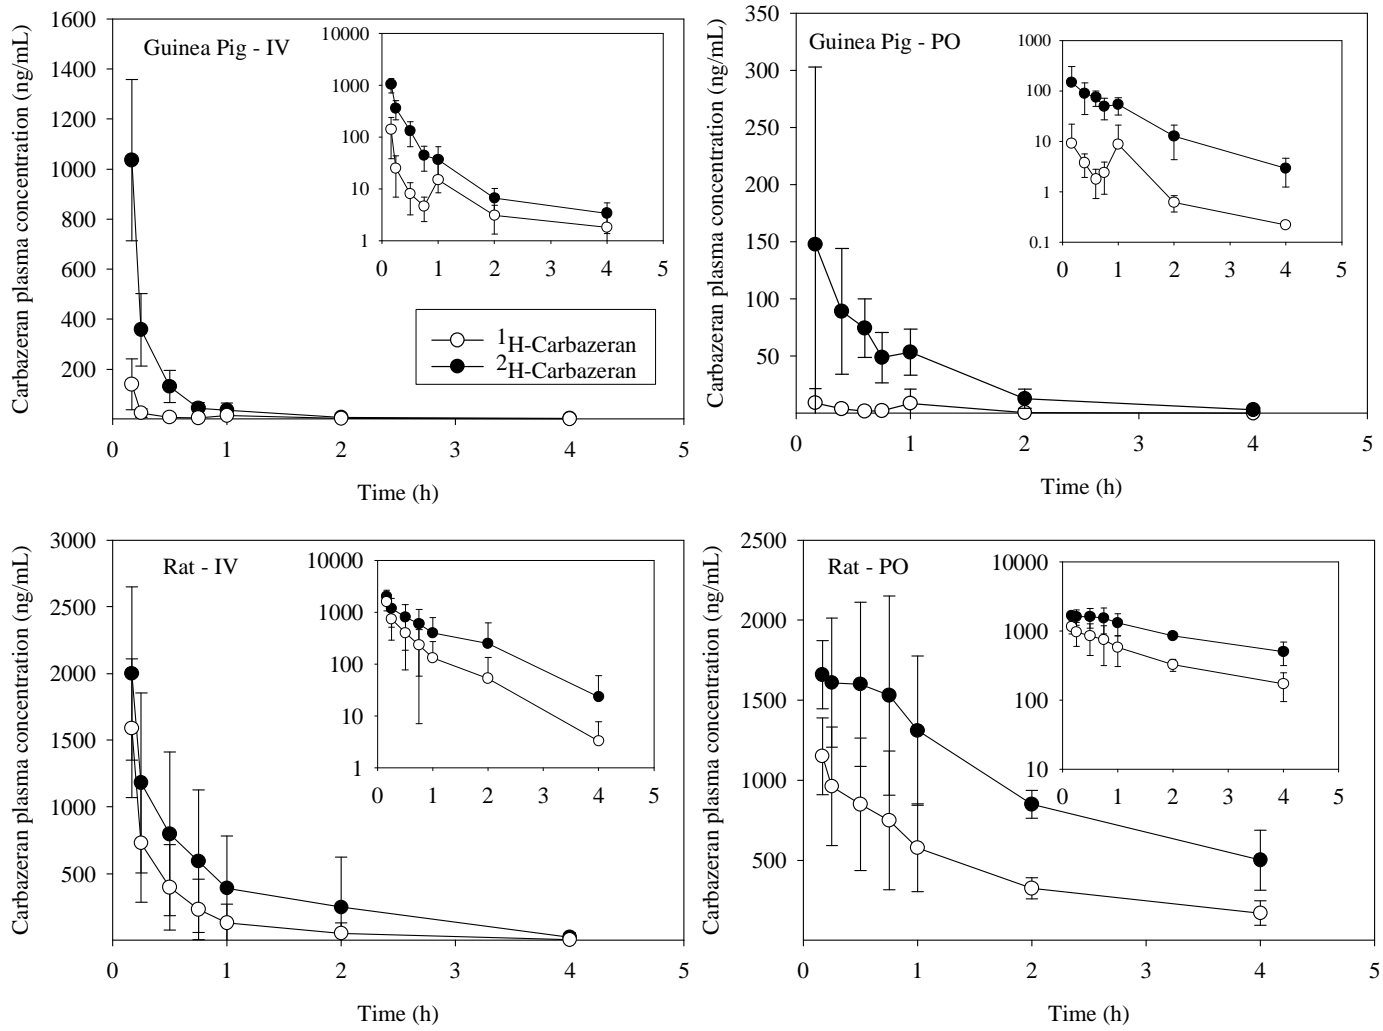 Guinea Pig - IV
Carbazeran plasma concentration (ng/mL)
1600
1400
1200
1000
800
600
400
200
0 1 2 3 4 5
Time (h)
10000
1000
100
10
1
0 1 2 3 4 5
1H-Carbazeran
2H-Carbazeran
Guinea Pig - PO
Carbazeran plasma concentration (ng/mL)
350
300
250
200
150
100
50
0 1 2 3 4 5
Time (h)
1000
100
10
1
0.1
0 1 2 3 4 5
Rat - IV
Carbazeran plasma concentration (ng/mL)
3000
2500
2000
1500
1000
500
0 1 2 3 4 5
Time (h)
10000
1000
100
10
1
0 1 2 3 4 5
Rat - PO
Carbazeran plasma concentration (ng/mL)
2500
2000
1500
1000
500
0 1 2 3 4 5
Time (h)
10000
1000
100
10
0 1 2 3 4 5